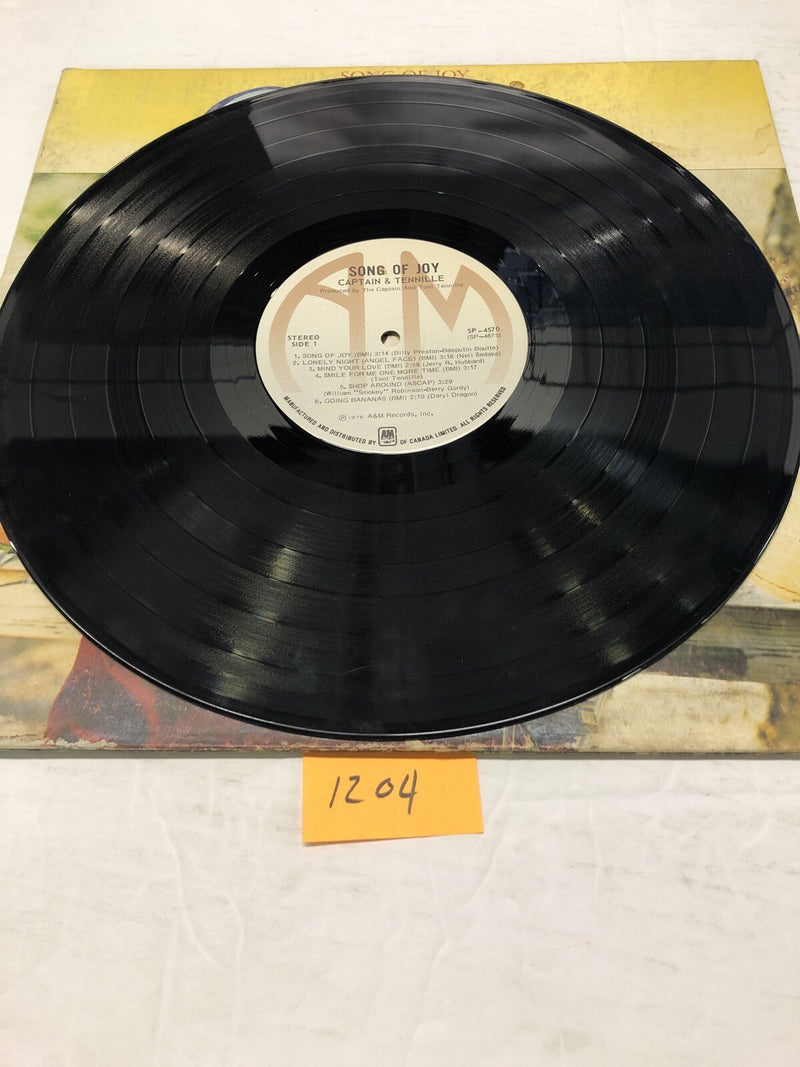 SONG OF JOY
A&M
SONG OF JOY
CAPTAIN & TENNILLE
Produced by The Captain And Toni Tennille
STEREO
SIDE 1
SP-4570
(SP-4875)
1. SONG OF JOY (BMI) 3:14 (Billy Preston-Rasputin Boutte)
2. LONELY NIGHT (ANGEL FACE) (BMI) 3:16 (Neil Sedaka)
3. MIND YOUR LOVE (BMI) 2:59 (Jerry R. Hubbard)
4. SMILE FOR ME ONE MORE TIME (BMI) 3:17
(Toni Tennille)
5. SHOP AROUND (ASCAP) 3:29
(William "Smokey" Robinson-Berry Gordy)
6. GOING BANANAS (BMI) 2:10 (Daryl Dragon)
Ⓟ 1976 A&M Records, Inc.
MANUFACTURED AND DISTRIBUTED BY A&M OF CANADA LIMITED. ALL RIGHTS RESERVED
1204